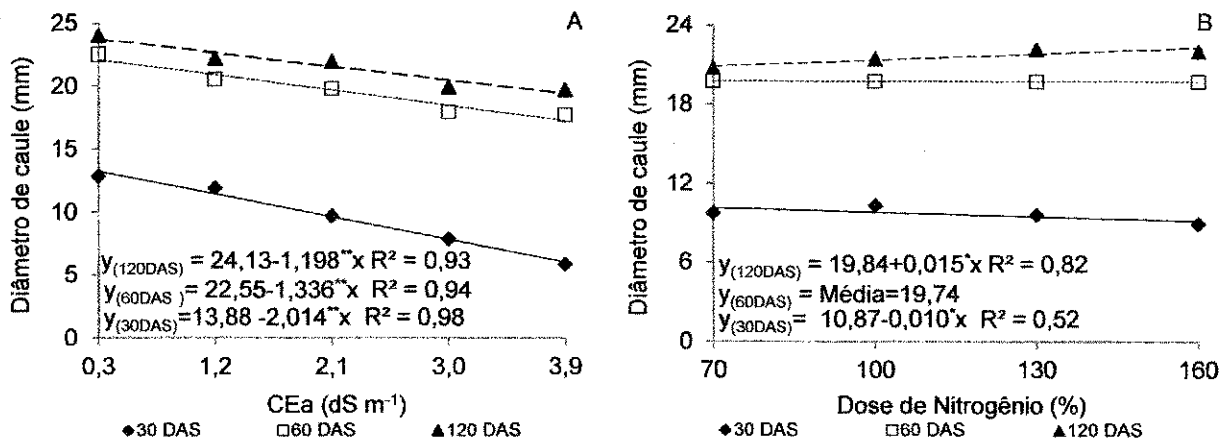 A
Diâmetro de caule (mm)
25
20
15
10
5
0
y(120DAS) = 24,13-1,198**x R² = 0,93
y(60DAS ) = 22,55-1,336**x R² = 0,94
y(30DAS)=13,88 -2,014**x R² = 0,98
0,3 1,2 2,1 3,0 3,9
CEa (dS m⁻¹)
30 DAS 60 DAS 120 DAS
B
Diâmetro de caule (mm)
24
18
12
6
0
y(120DAS) = 19,84+0,015*x R² = 0,82
y(60DAS) = Média=19,74
y(30DAS)= 10,87-0,010*x R² = 0,52
70 100 130 160
Dose de Nitrogênio (%)
30 DAS 60 DAS 120 DAS